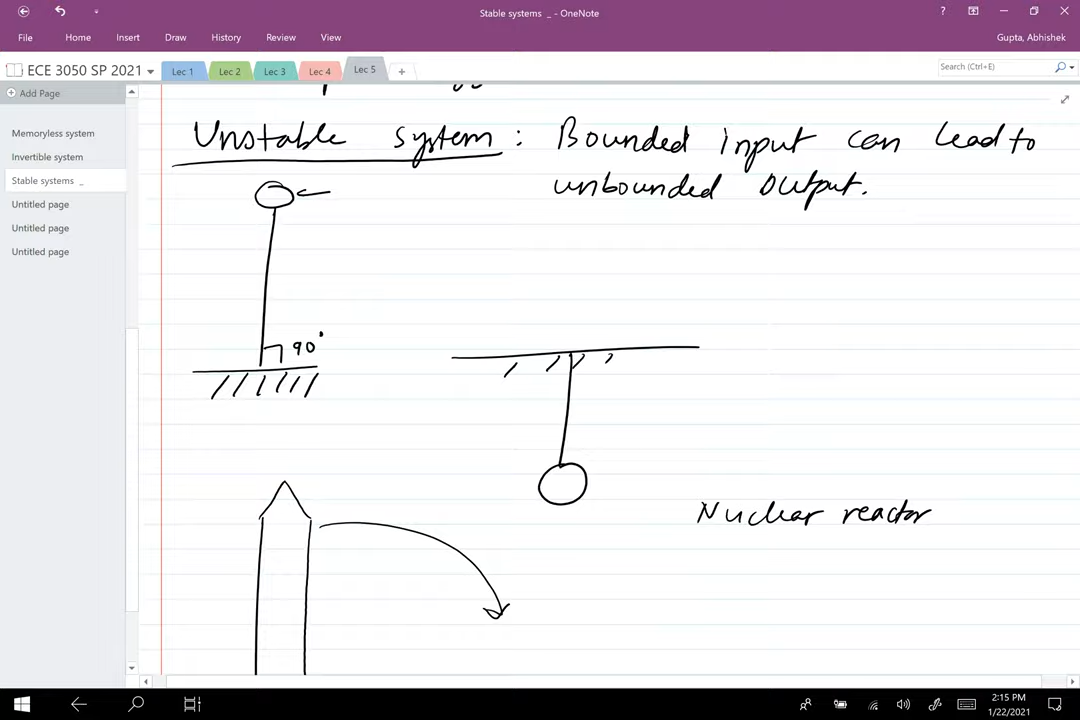 Stable systems _ - OneNote
?
File Home Insert Draw History Review View
Gupta, Abhishek
ECE 3050 SP 2021
Lec 1 Lec 2 Lec 3 Lec 4 Lec 5 +
Search (Ctrl+E)
Add Page
Memoryless system
Invertible system
Stable systems _
Untitled page
Untitled page
Untitled page
Unstable system : Bounded input can lead to
unbounded output.
90°
Nuclear reactor
2:15 PM
1/22/2021